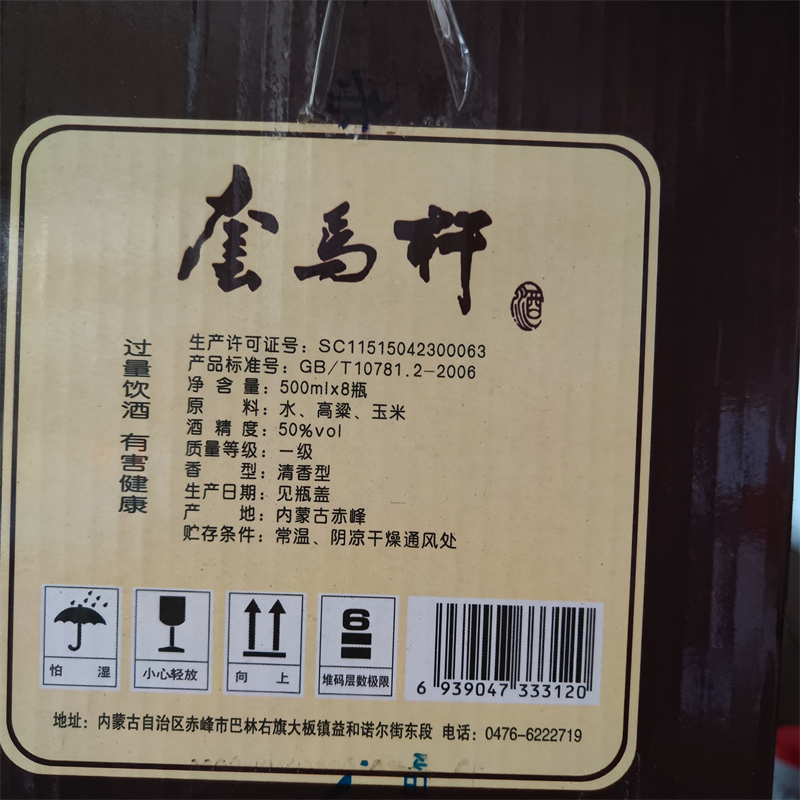 套马杆
酒
过量饮酒 有害健康
生产许可证号：SC11515042300063
产品标准号：GB/T10781.2-2006
净含量：500mlx8瓶
原料：水、高粱、玉米
酒精度：50%vol
质量等级：一级
香型：清香型
生产日期：见瓶盖
产地：内蒙古赤峰
贮存条件：常温、阴凉干燥通风处
怕湿
小心轻放
向上
6
堆码层数极限
6 939047 333120
地址：内蒙古自治区赤峰市巴林右旗大板镇益和诺尔街东段 电话：0476-6222719